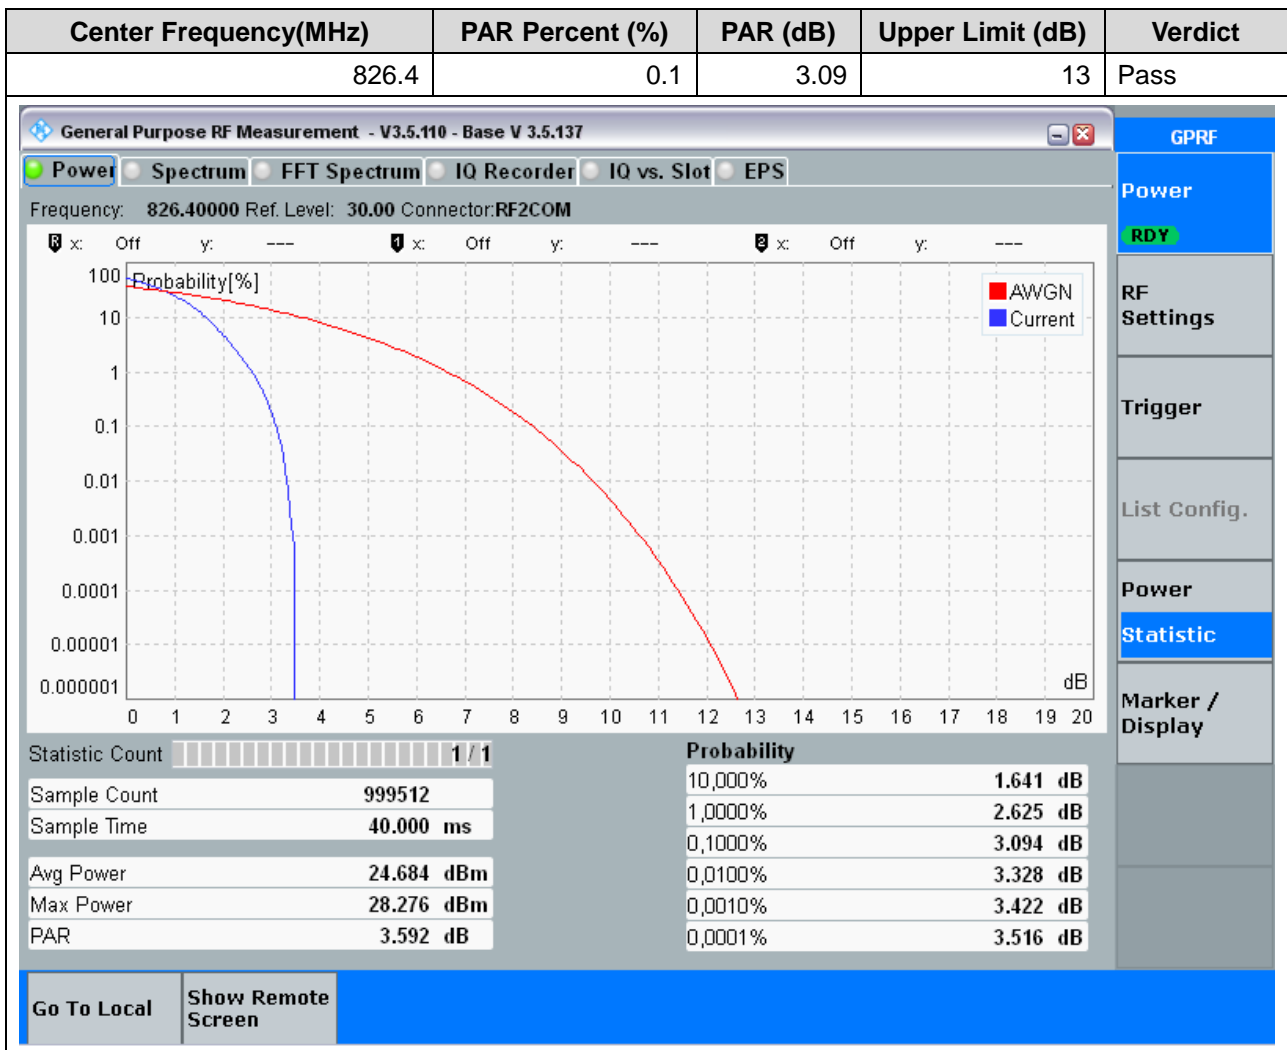 Center Frequency(MHz) PAR Percent (%) PAR (dB) Upper Limit (dB) Verdict
826.4 0.1 3.09 13 Pass
General Purpose RF Measurement - V3.5.110 - Base V 3.5.137
GPRF
Power Spectrum FFT Spectrum IQ Recorder IQ vs. Slot EPS
Power
RDY
Frequency: 826.40000 Ref. Level: 30.00 Connector:RF2COM
R x: Off y: --- 1 x: Off y: --- 2 x: Off y: ---
Probability[%]
AWGN
Current
100
10
1
0.1
0.01
0.001
0.0001
0.00001
0.000001
dB
0 1 2 3 4 5 6 7 8 9 10 11 12 13 14 15 16 17 18 19 20
RF
Settings
Trigger
List Config.
Power
Statistic
Marker /
Display
Statistic Count 1 / 1
Sample Count 999512
Sample Time 40.000 ms
Avg Power 24.684 dBm
Max Power 28.276 dBm
PAR 3.592 dB
Probability
10,000% 1.641 dB
1,0000% 2.625 dB
0,1000% 3.094 dB
0,0100% 3.328 dB
0,0010% 3.422 dB
0,0001% 3.516 dB
Go To Local
Show Remote
Screen